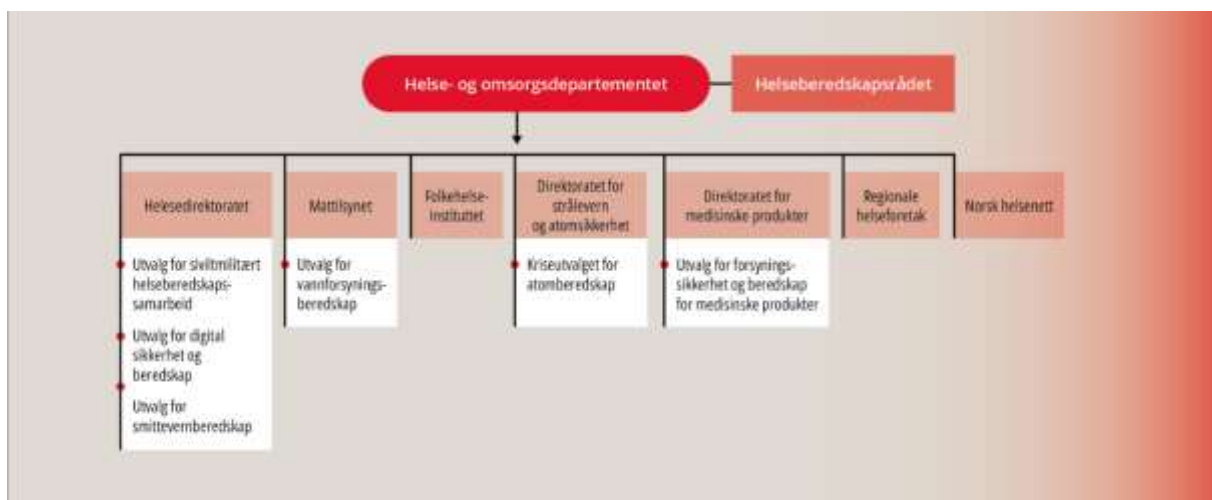 Helse- og omsorgsdepartementet
Helseberedskapsrådet
Helesedirektoratet
Mattilsynet
Folkehelse-
instituttet
Direktoratet for
strålevern
og atomsikkerhet
Direktoratet for
medisinske produkter
Regionale
helseforetak
Norsk helsenett
Utvalg for siviltmilitært
helseberedskaps-
samarbeid
Utvalg for digital
sikkerhet og
beredskap
Utvalg for
smittevernberedskap
Utvalg for
vannforsynings-
beredskap
Kriseutvalget for
atomberedskap
Utvalg for forsynings-
sikkerhet og beredskap
for medisinske produkter